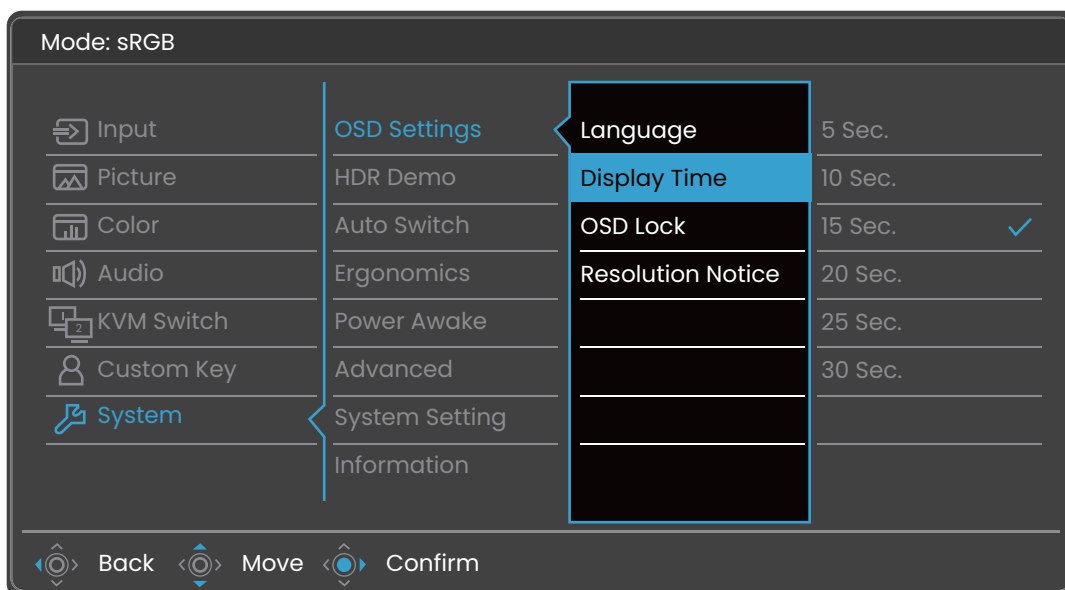 Mode: sRGB
Input
Picture
Color
Audio
1
2
KVM Switch
Custom Key
System
OSD Settings
HDR Demo
Auto Switch
Ergonomics
Power Awake
Advanced
System Setting
Information
Language
Display Time
OSD Lock
Resolution Notice
5 Sec.
10 Sec.
15 Sec.
20 Sec.
25 Sec.
30 Sec.
Back
Move
Confirm